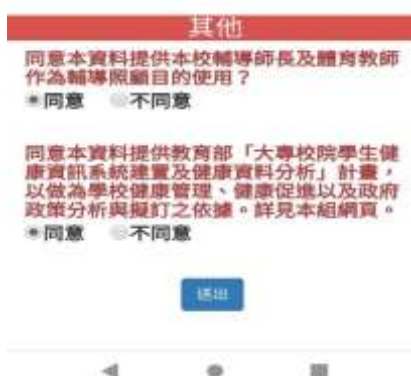 其他
同意本資料提供本校輔導師長及體育教師
作為輔導照顧目的使用？
同意 不同意
同意本資料提供教育部「大專校院學生健
康資訊系統建置及健康資料分析」計畫，
以做為學校健康管理、健康促進以及政府
政策分析與擬訂之依據。詳見本組網頁。
同意 不同意
送出